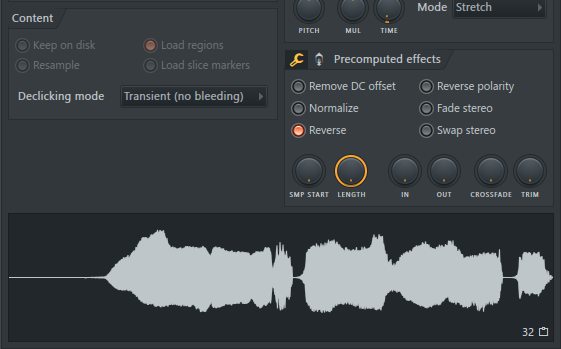 Content
Keep on disk
Load regions
Resample
Load slice markers
Declicking mode
Transient (no bleeding)
PITCH
MUL
TIME
Mode
Stretch
Precomputed effects
Remove DC offset
Reverse polarity
Normalize
Fade stereo
Reverse
Swap stereo
SMP START
LENGTH
IN
OUT
CROSSFADE
TRIM
32